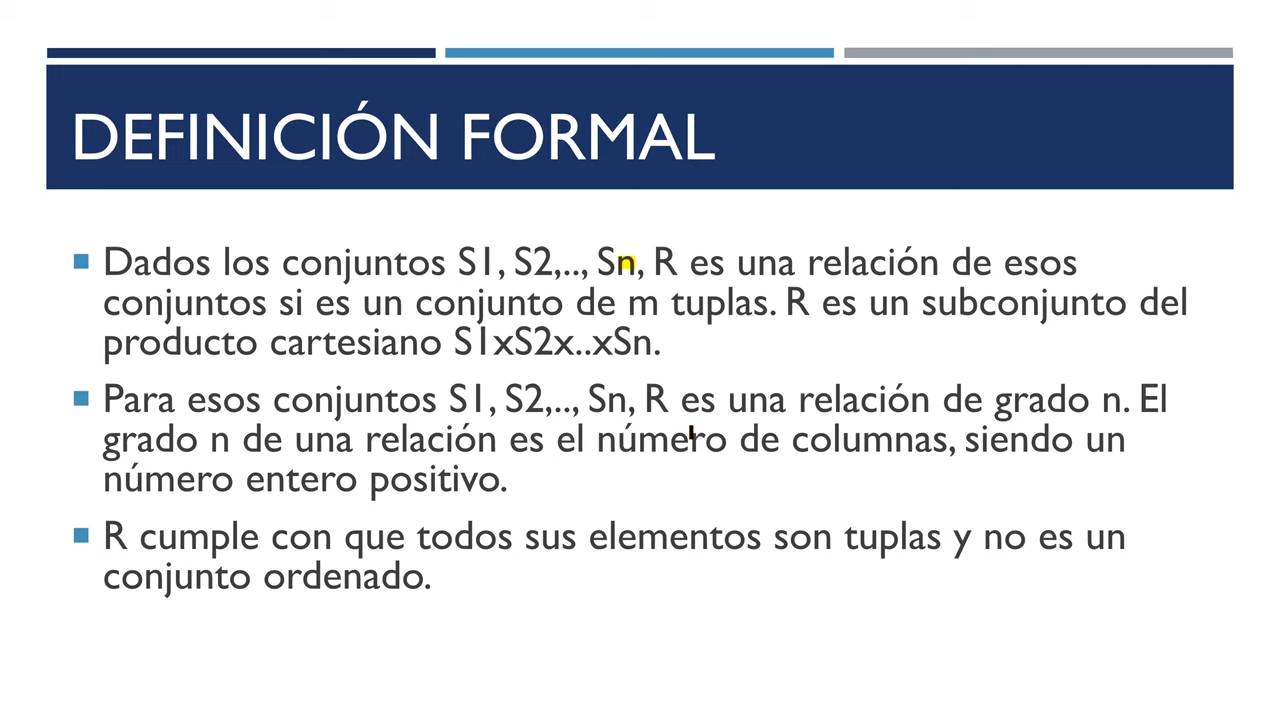 DEFINICIÓN FORMAL
Dados los conjuntos S1, S2,.., Sn, R es una relación de esos
conjuntos si es un conjunto de m tuplas. R es un subconjunto del
producto cartesiano S1xS2x..xSn.
Para esos conjuntos S1, S2,.., Sn, R es una relación de grado n. El
grado n de una relación es el número de columnas, siendo un
número entero positivo.
R cumple con que todos sus elementos son tuplas y no es un
conjunto ordenado.